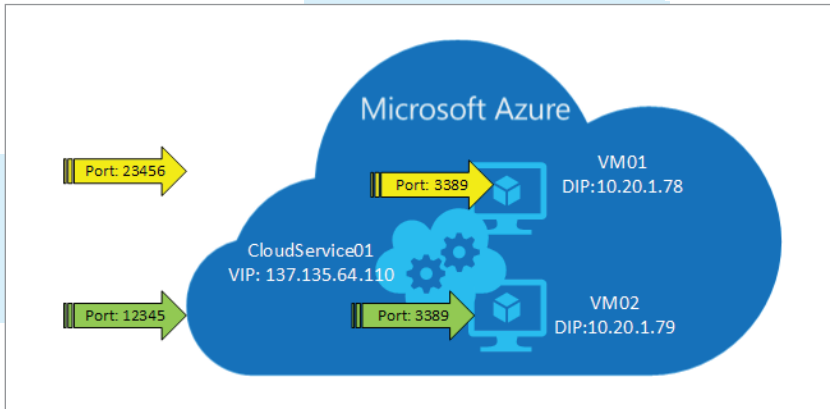 Microsoft Azure
Port: 23456
Port: 3389
VM01
DIP:10.20.1.78
CloudService01
VIP: 137.135.64.110
Port: 12345
Port: 3389
VM02
DIP:10.20.1.79